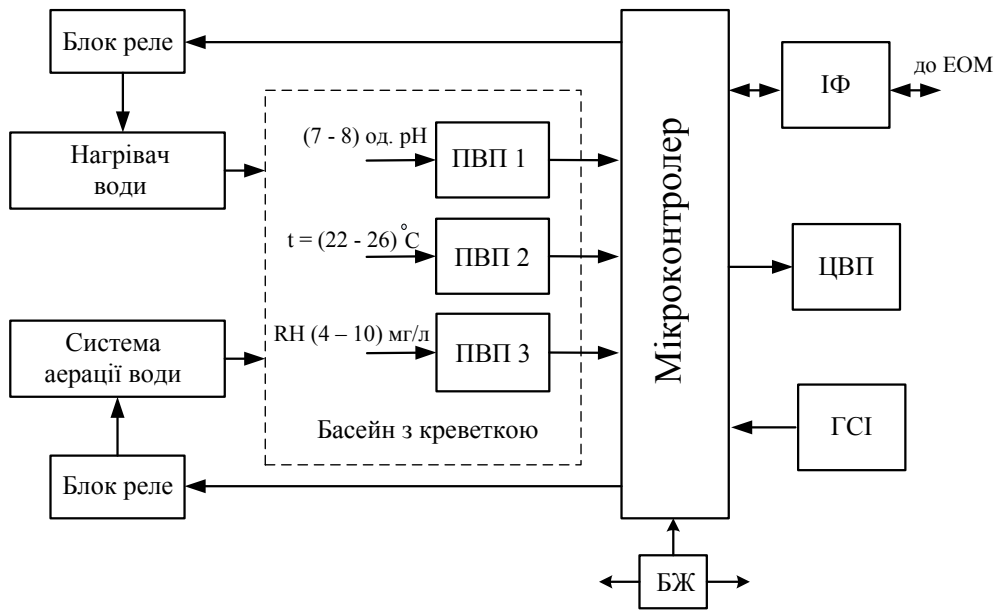 Блок реле
Нагрівач
води
Система
аерації води
Блок реле
(7 - 8) од. pH
ПВП 1
t = (22 - 26) °С
ПВП 2
RH (4 – 10) мг/л
ПВП 3
Басейн з креветкою
Мікроконтролер
ІФ
до ЕОМ
ЦВП
ГСІ
БЖ